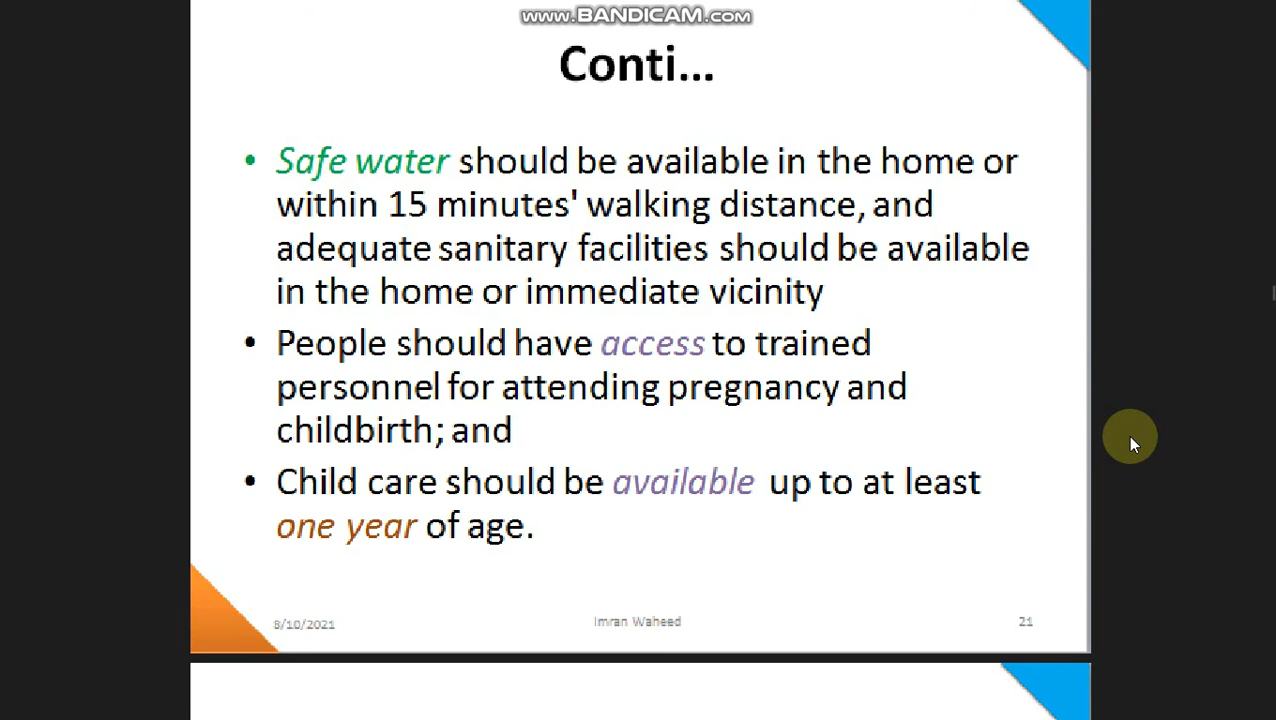 www.BANDICAM.com
Conti...
• Safe water should be available in the home or
within 15 minutes' walking distance, and
adequate sanitary facilities should be available
in the home or immediate vicinity
• People should have access to trained
personnel for attending pregnancy and
childbirth; and
• Child care should be available up to at least
one year of age.
8/10/2021
Imran Waheed
21